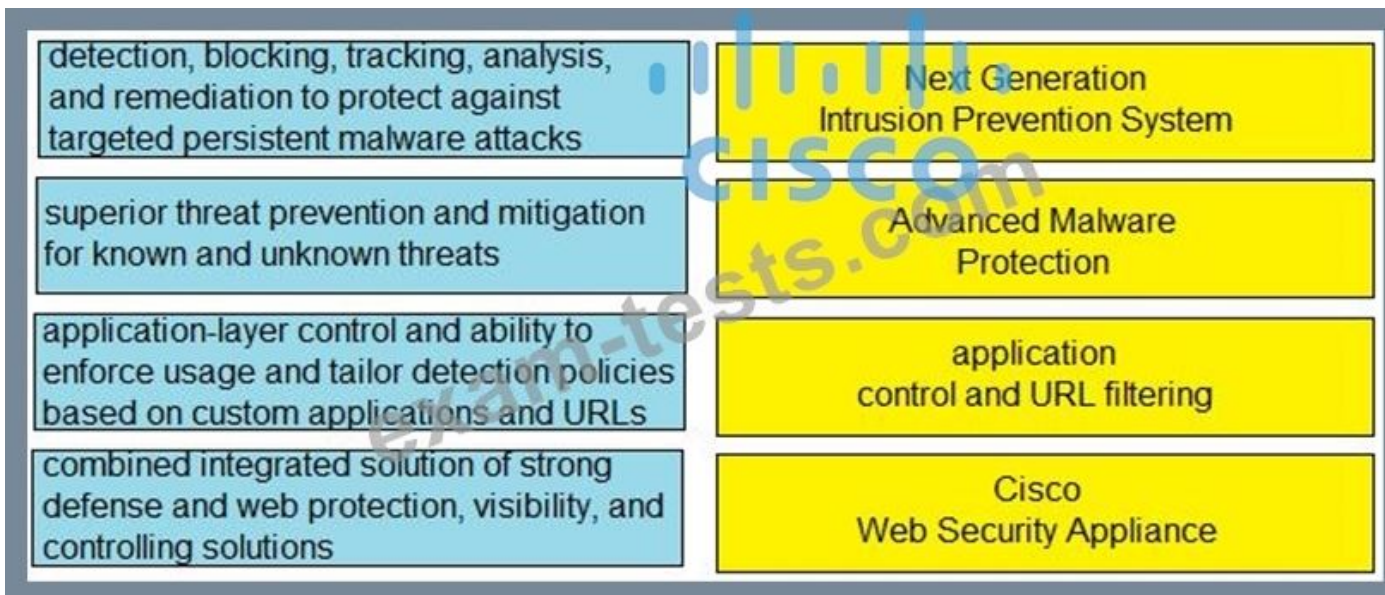 detection, blocking, tracking, analysis,
and remediation to protect against
targeted persistent malware attacks
Next Generation
Intrusion Prevention System
superior threat prevention and mitigation
for known and unknown threats
Advanced Malware
Protection
application-layer control and ability to
enforce usage and tailor detection policies
based on custom applications and URLs
application
control and URL filtering
combined integrated solution of strong
defense and web protection, visibility, and
controlling solutions
Cisco
Web Security Appliance
CISCO
exam-tests.com